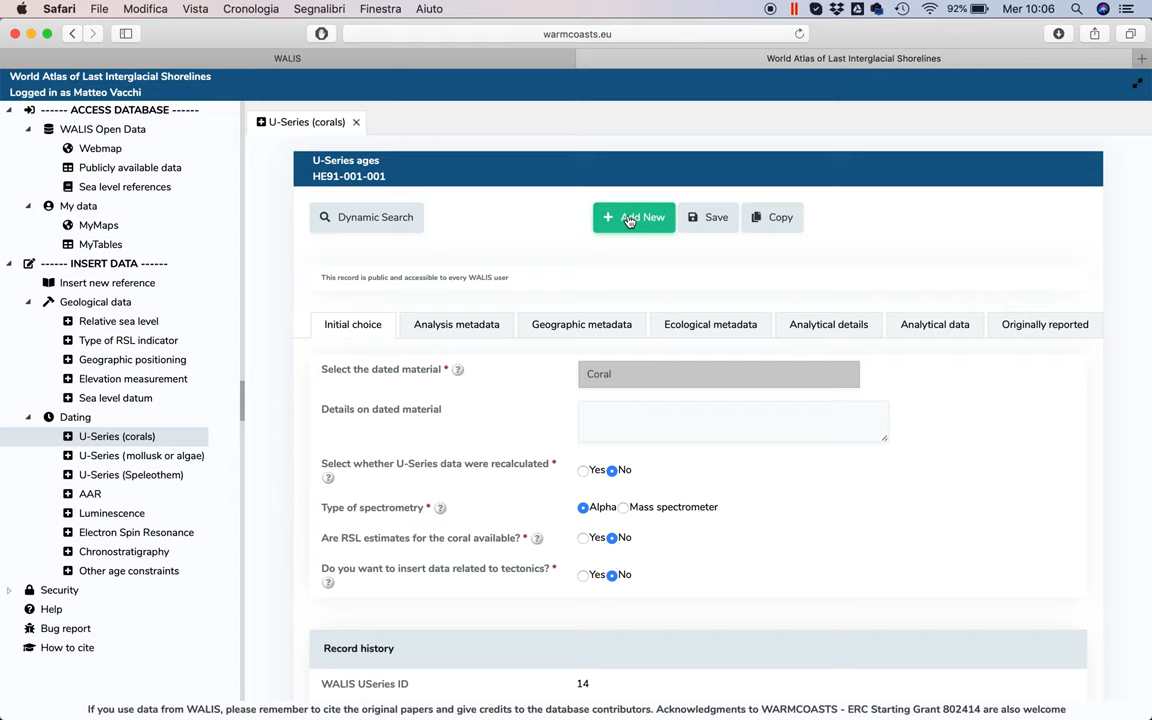 Safari File Modifica Vista Cronologia Segnalibri Finestra Aiuto 92% Mer 10:06
warmcoasts.eu
WALIS World Atlas of Last Interglacial Shorelines
World Atlas of Last Interglacial Shorelines
Logged in as Matteo Vacchi
------ ACCESS DATABASE ------
WALIS Open Data
Webmap
Publicly available data
Sea level references
My data
MyMaps
MyTables
------ INSERT DATA ------
Insert new reference
Geological data
Relative sea level
Type of RSL indicator
Geographic positioning
Elevation measurement
Sea level datum
Dating
U-Series (corals)
U-Series (mollusk or algae)
U-Series (Speleothem)
AAR
Luminescence
Electron Spin Resonance
Chronostratigraphy
Other age constraints
Security
Help
Bug report
How to cite
U-Series (corals)
U-Series ages
HE91-001-001
Dynamic Search Add New Save Copy
This record is public and accessible to every WALIS user
Initial choice Analysis metadata Geographic metadata Ecological metadata Analytical details Analytical data Originally reported
Select the dated material * Coral
Details on dated material
Select whether U-Series data were recalculated * Yes No
Type of spectrometry * Alpha Mass spectrometer
Are RSL estimates for the coral available? * Yes No
Do you want to insert data related to tectonics? * Yes No
Record history
WALIS USeries ID 14
If you use data from WALIS, please remember to cite the original papers and give credits to the database contributors. Acknowledgments to WARMCOASTS - ERC Starting Grant 802414 are also welcome